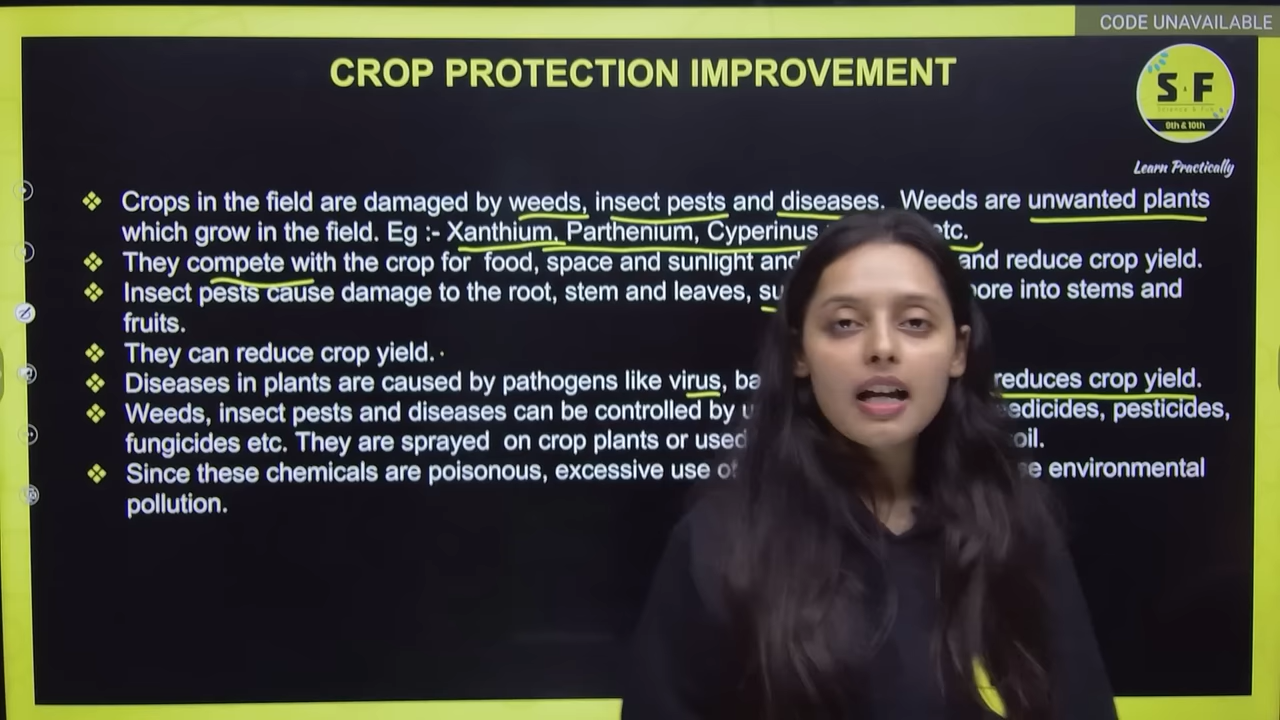 CODE UNAVAILABLE
CROP PROTECTION IMPROVEMENT
S&F
9th & 10th
Learn Practically
❖ Crops in the field are damaged by weeds, insect pests and diseases. Weeds are unwanted plants
which grow in the field. Eg :- Xanthium, Parthenium, Cyperinus etc.
❖ They compete with the crop for food, space and sunlight and and reduce crop yield.
❖ Insect pests cause damage to the root, stem and leaves, into stems and
fruits.
❖ They can reduce crop yield.
❖ Diseases in plants are caused by pathogens like virus, reduces crop yield.
❖ Weeds, insect pests and diseases can be controlled by pesticides,
fungicides etc. They are sprayed on crop plants or used
❖ Since these chemicals are poisonous, excessive use environmental
pollution.